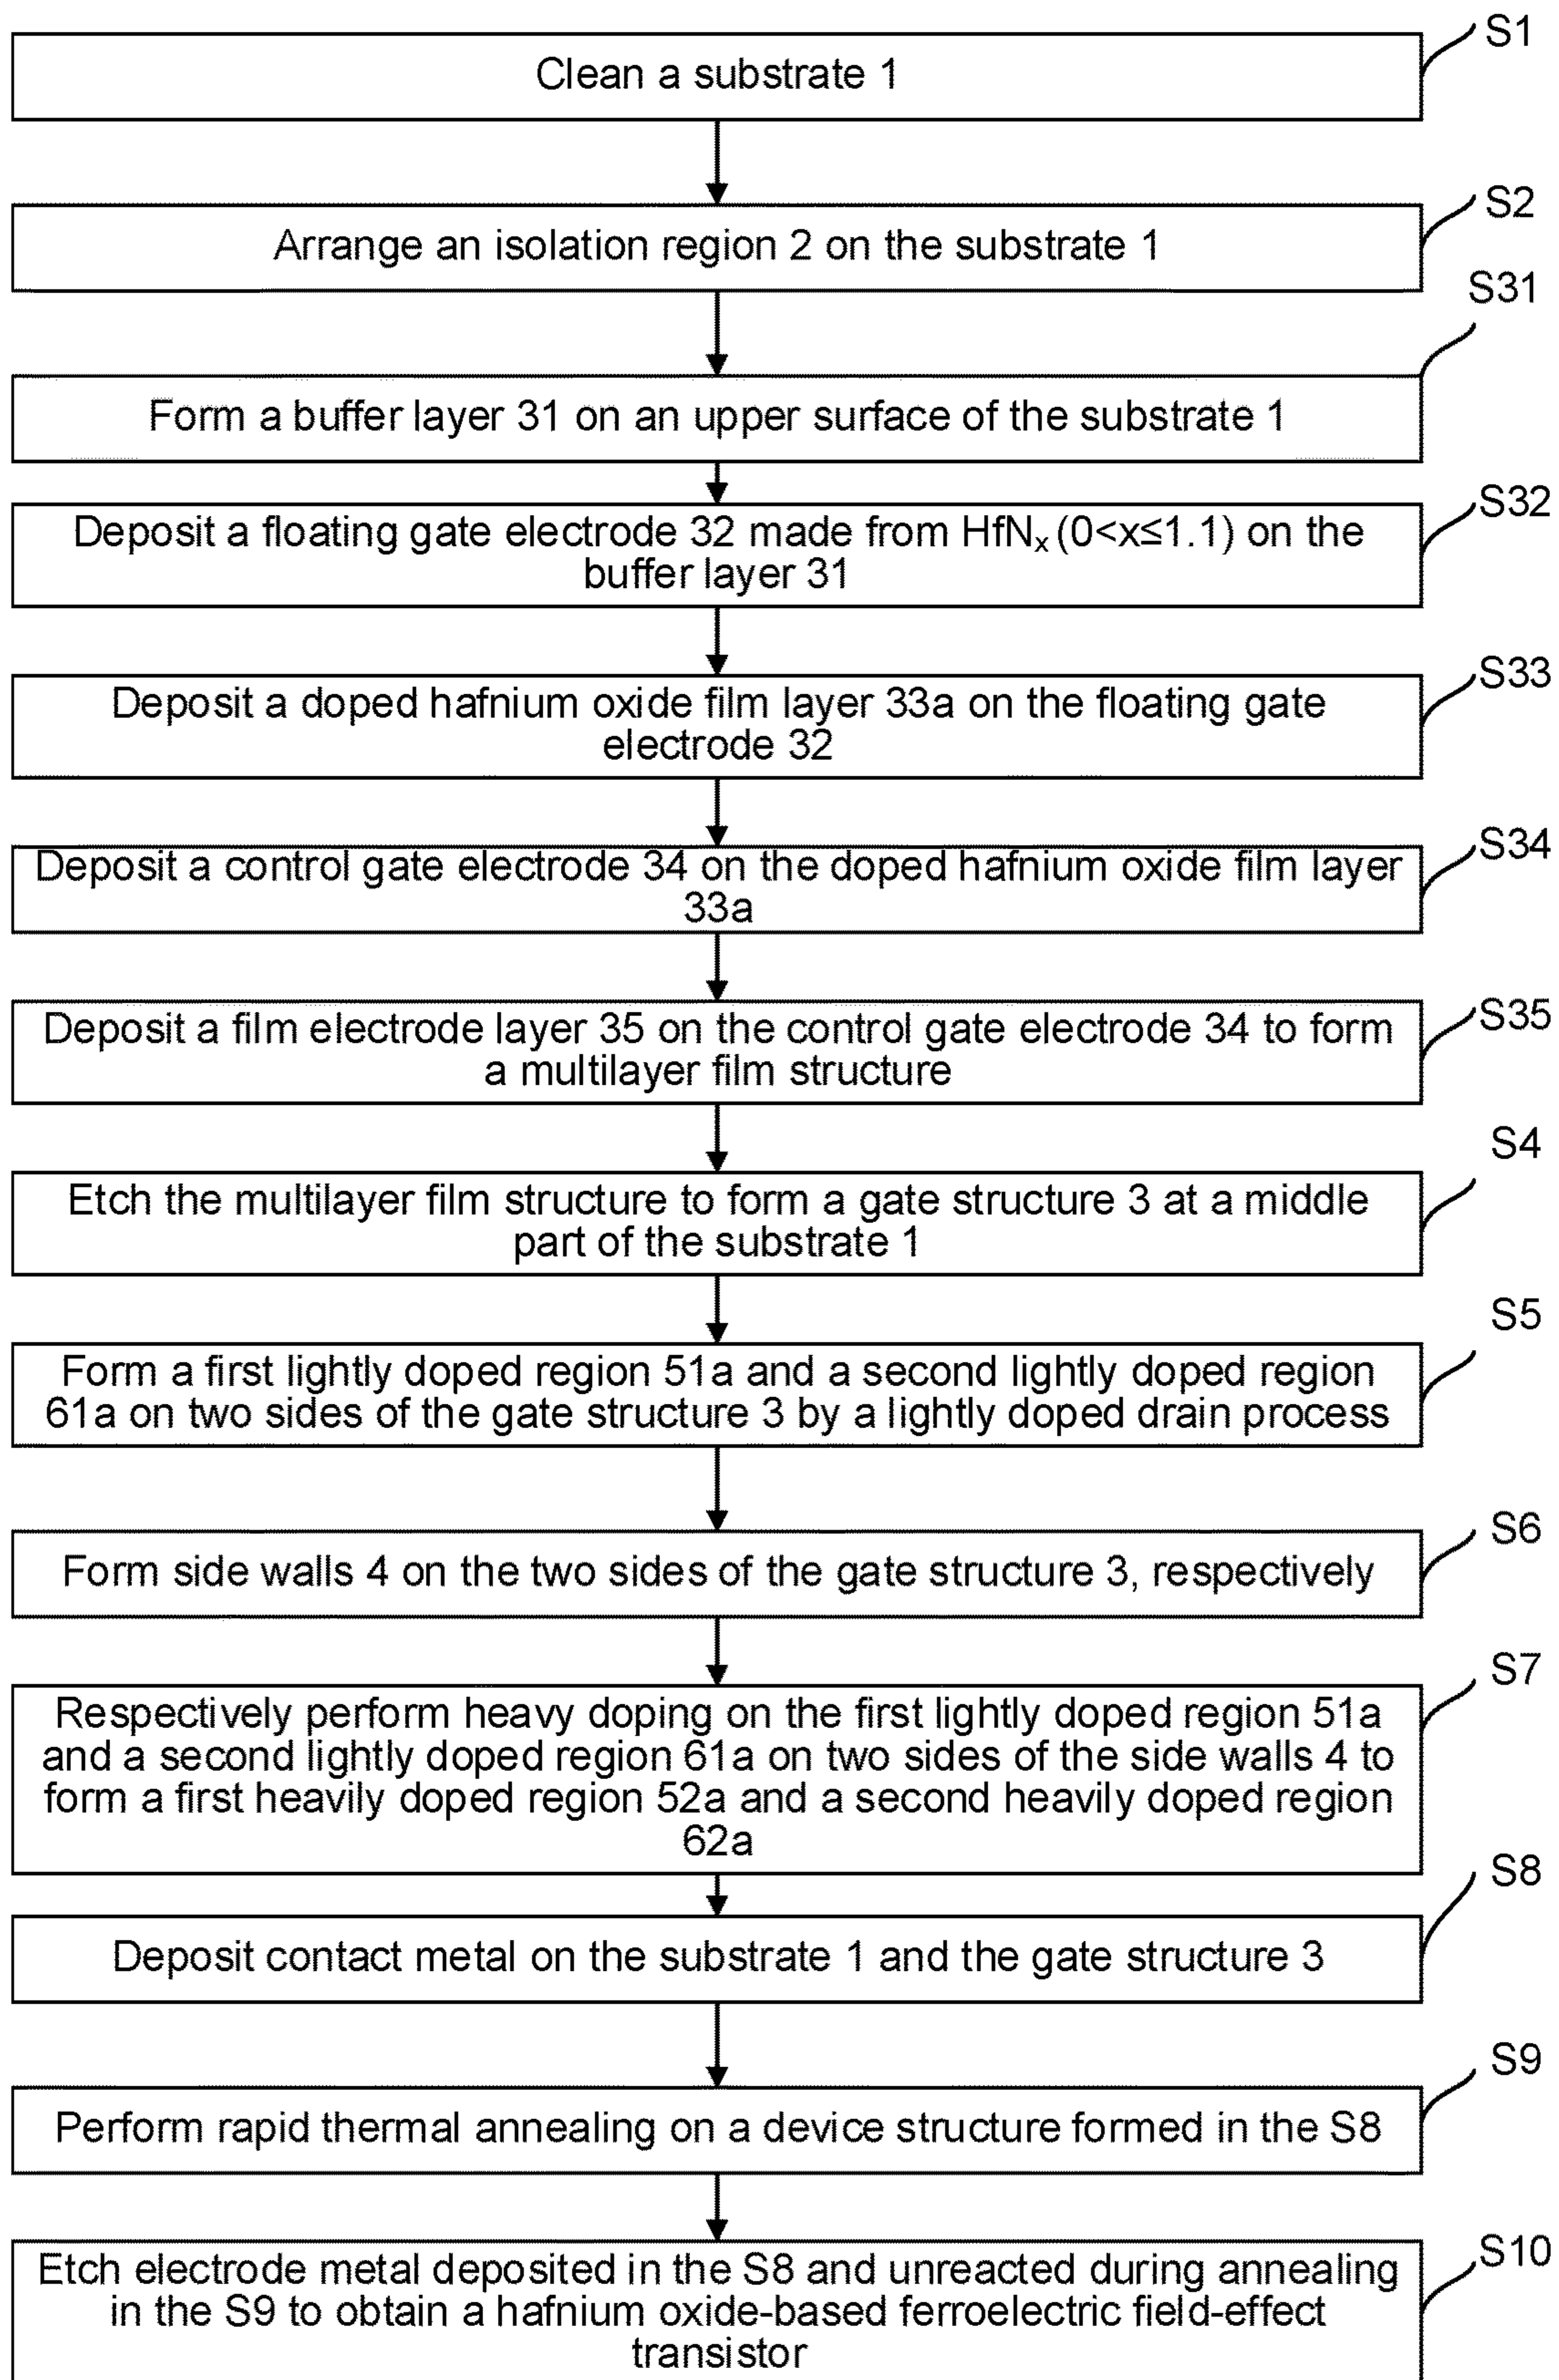 S1
Clean a substrate 1
S2
Arrange an isolation region 2 on the substrate 1
S31
Form a buffer layer 31 on an upper surface of the substrate 1
S32
Deposit a floating gate electrode 32 made from HfNₓ (0<x≤1.1) on the
buffer layer 31
S33
Deposit a doped hafnium oxide film layer 33a on the floating gate
electrode 32
S34
Deposit a control gate electrode 34 on the doped hafnium oxide film layer
33a
S35
Deposit a film electrode layer 35 on the control gate electrode 34 to form
a multilayer film structure
S4
Etch the multilayer film structure to form a gate structure 3 at a middle
part of the substrate 1
S5
Form a first lightly doped region 51a and a second lightly doped region
61a on two sides of the gate structure 3 by a lightly doped drain process
S6
Form side walls 4 on the two sides of the gate structure 3, respectively
S7
Respectively perform heavy doping on the first lightly doped region 51a
and a second lightly doped region 61a on two sides of the side walls 4 to
form a first heavily doped region 52a and a second heavily doped region
62a
S8
Deposit contact metal on the substrate 1 and the gate structure 3
S9
Perform rapid thermal annealing on a device structure formed in the S8
S10
Etch electrode metal deposited in the S8 and unreacted during annealing
in the S9 to obtain a hafnium oxide-based ferroelectric field-effect
transistor